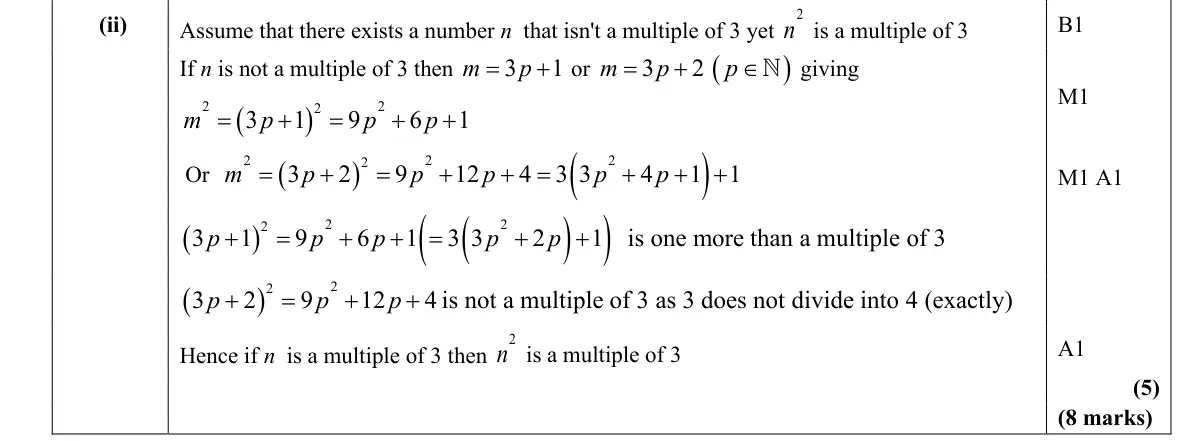 (ii) Assume that there exists a number n that isn't a multiple of 3 yet n² is a multiple of 3 B1
If n is not a multiple of 3 then m = 3p + 1 or m = 3p + 2 (p ∈ ℕ) giving
M1
m² = (3p + 1)² = 9p² + 6p + 1
Or m² = (3p + 2)² = 9p² + 12p + 4 = 3(3p² + 4p + 1) + 1 M1 A1
(3p + 1)² = 9p² + 6p + 1(= 3(3p² + 2p) + 1) is one more than a multiple of 3
(3p + 2)² = 9p² + 12p + 4 is not a multiple of 3 as 3 does not divide into 4 (exactly)
Hence if n is a multiple of 3 then n² is a multiple of 3 A1
(5)
(8 marks)